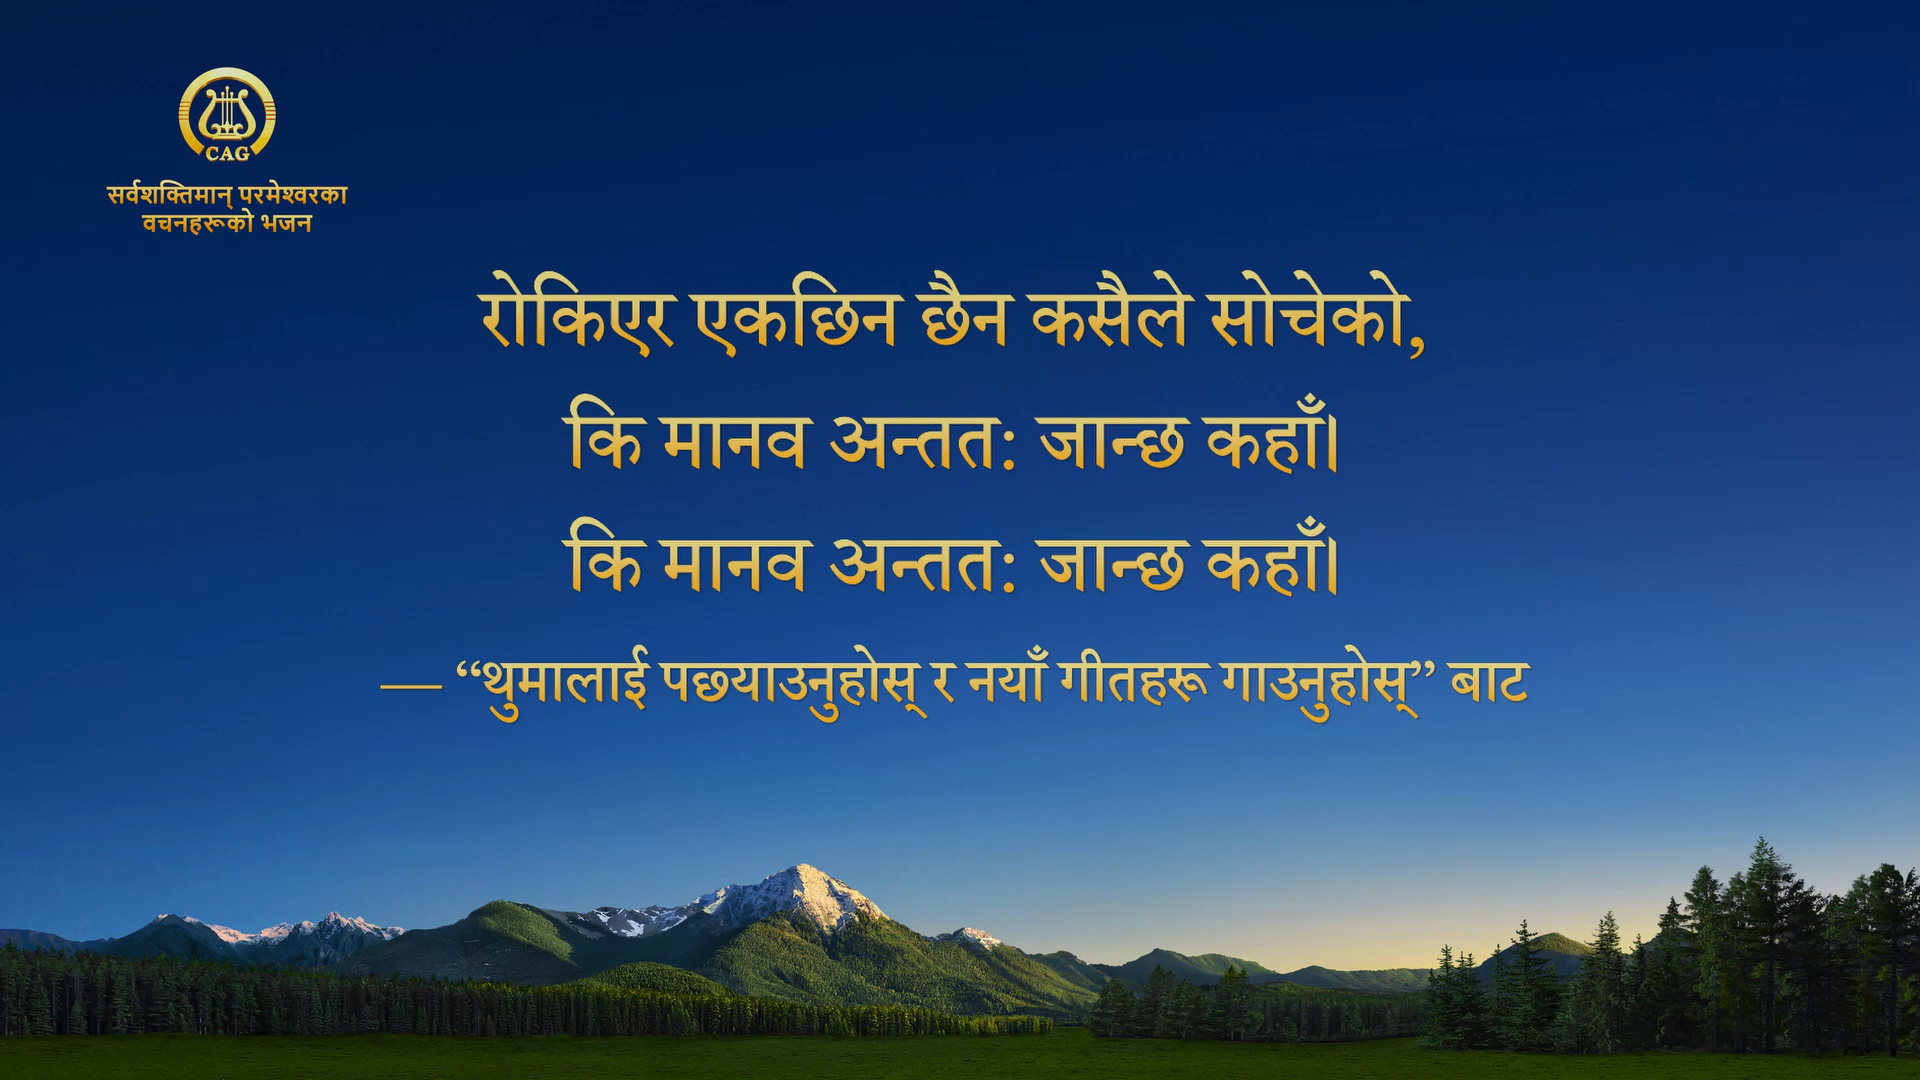 CAG
सर्वशक्तिमान् परमेश्वरका
वचनहरूको भजन
रोकिएर एकछिन छैन कसैले सोचेको,
कि मानव अन्तत: जान्छ कहाँ।
कि मानव अन्तत: जान्छ कहाँ।
— “थुमालाई पछ्याउनुहोस् र नयाँ गीतहरू गाउनुहोस्” बाट